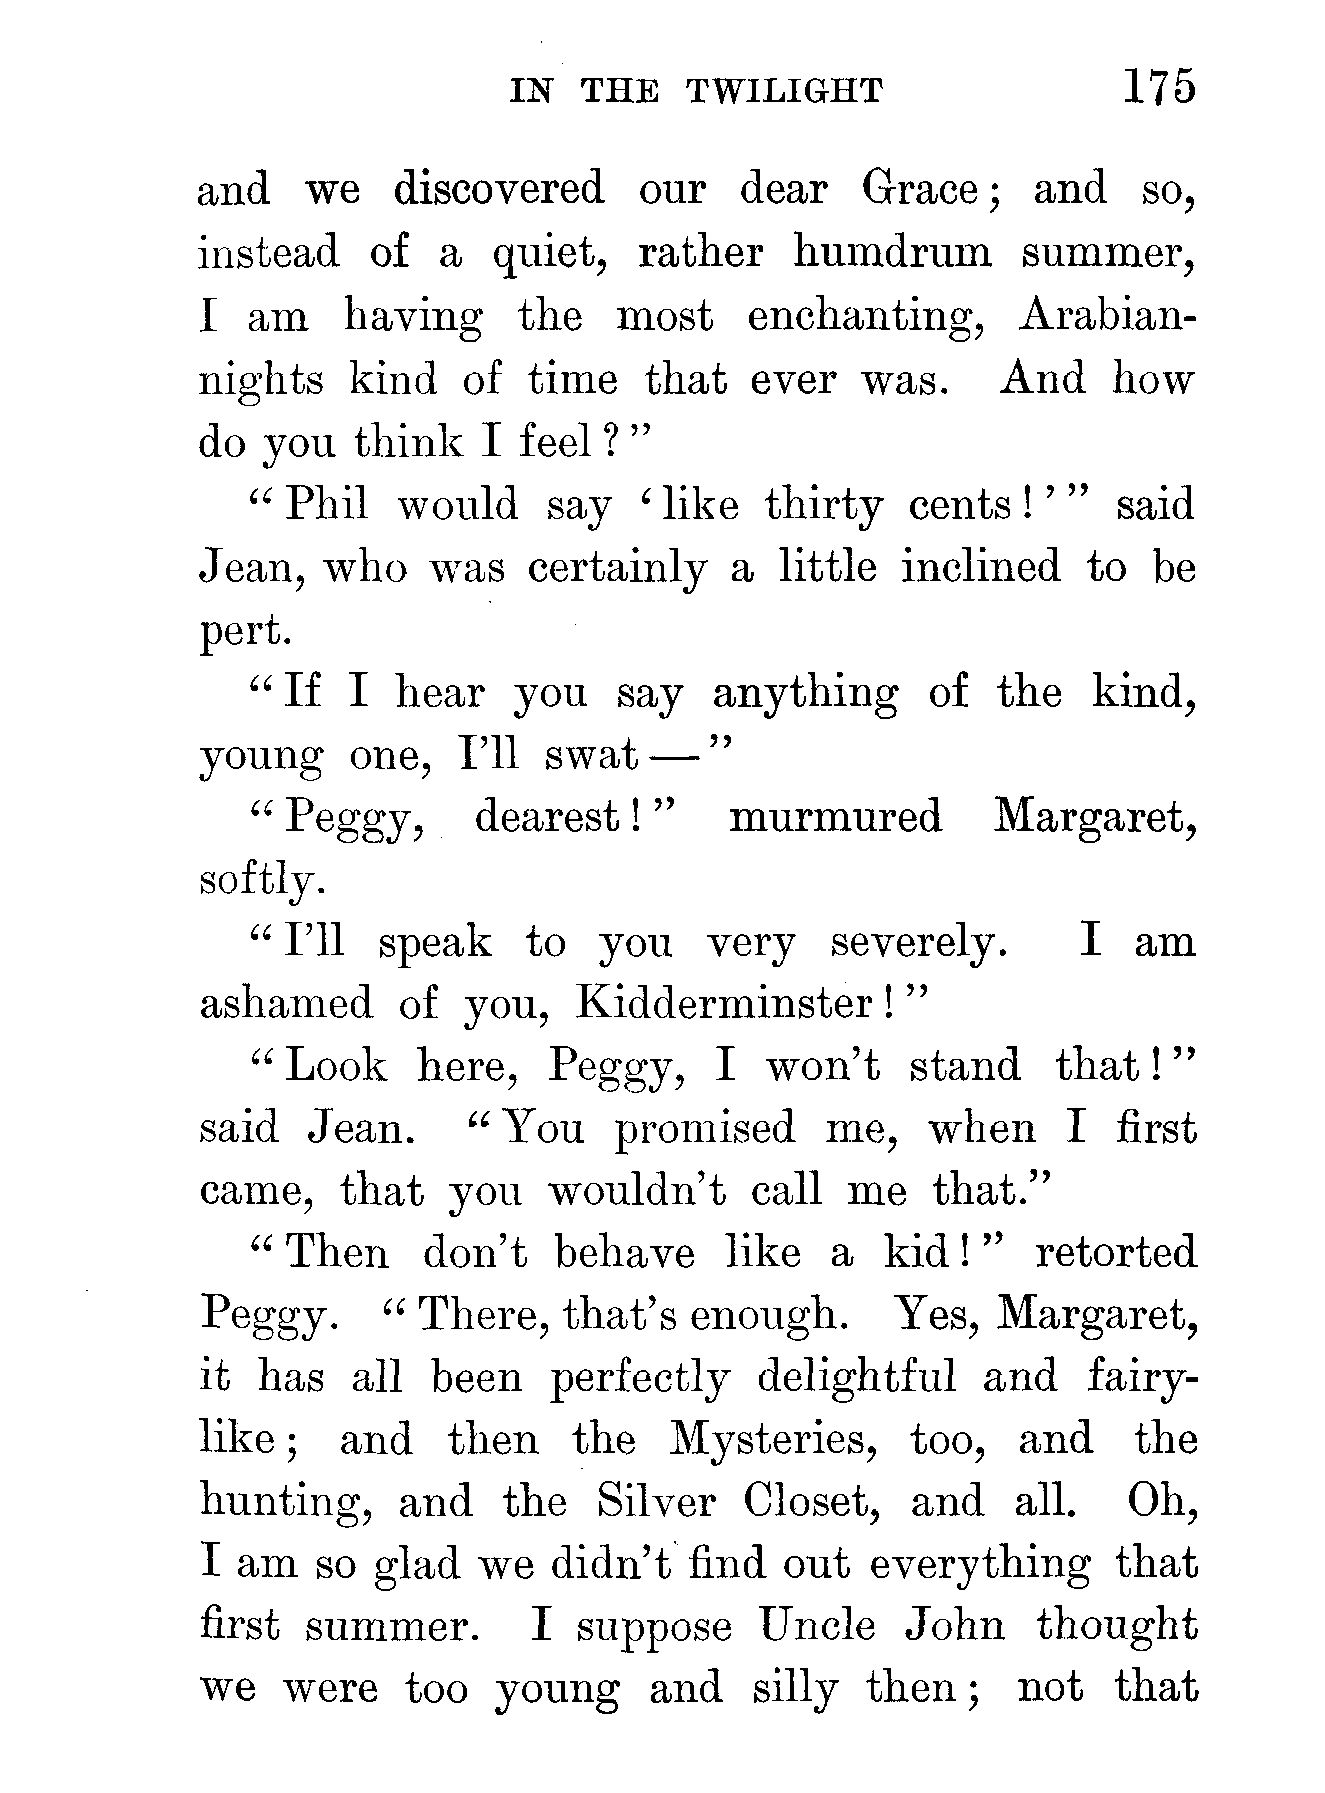 IN THE TWILIGHT 175
and we discovered our dear Grace; and so,
instead of a quiet, rather humdrum summer,
I am having the most enchanting, Arabian-
nights kind of time that ever was. And how
do you think I feel?"
"Phil would say 'like thirty cents!'" said
Jean, who was certainly a little inclined to be
pert.
"If I hear you say anything of the kind,
young one, I'll swat—"
"Peggy, dearest!" murmured Margaret,
softly.
"I'll speak to you very severely. I am
ashamed of you, Kidderminster!"
"Look here, Peggy, I won't stand that!"
said Jean. "You promised me, when I first
came, that you wouldn't call me that."
"Then don't behave like a kid!" retorted
Peggy. "There, that's enough. Yes, Margaret,
it has all been perfectly delightful and fairy-
like; and then the Mysteries, too, and the
hunting, and the Silver Closet, and all. Oh,
I am so glad we didn't find out everything that
first summer. I suppose Uncle John thought
we were too young and silly then; not that